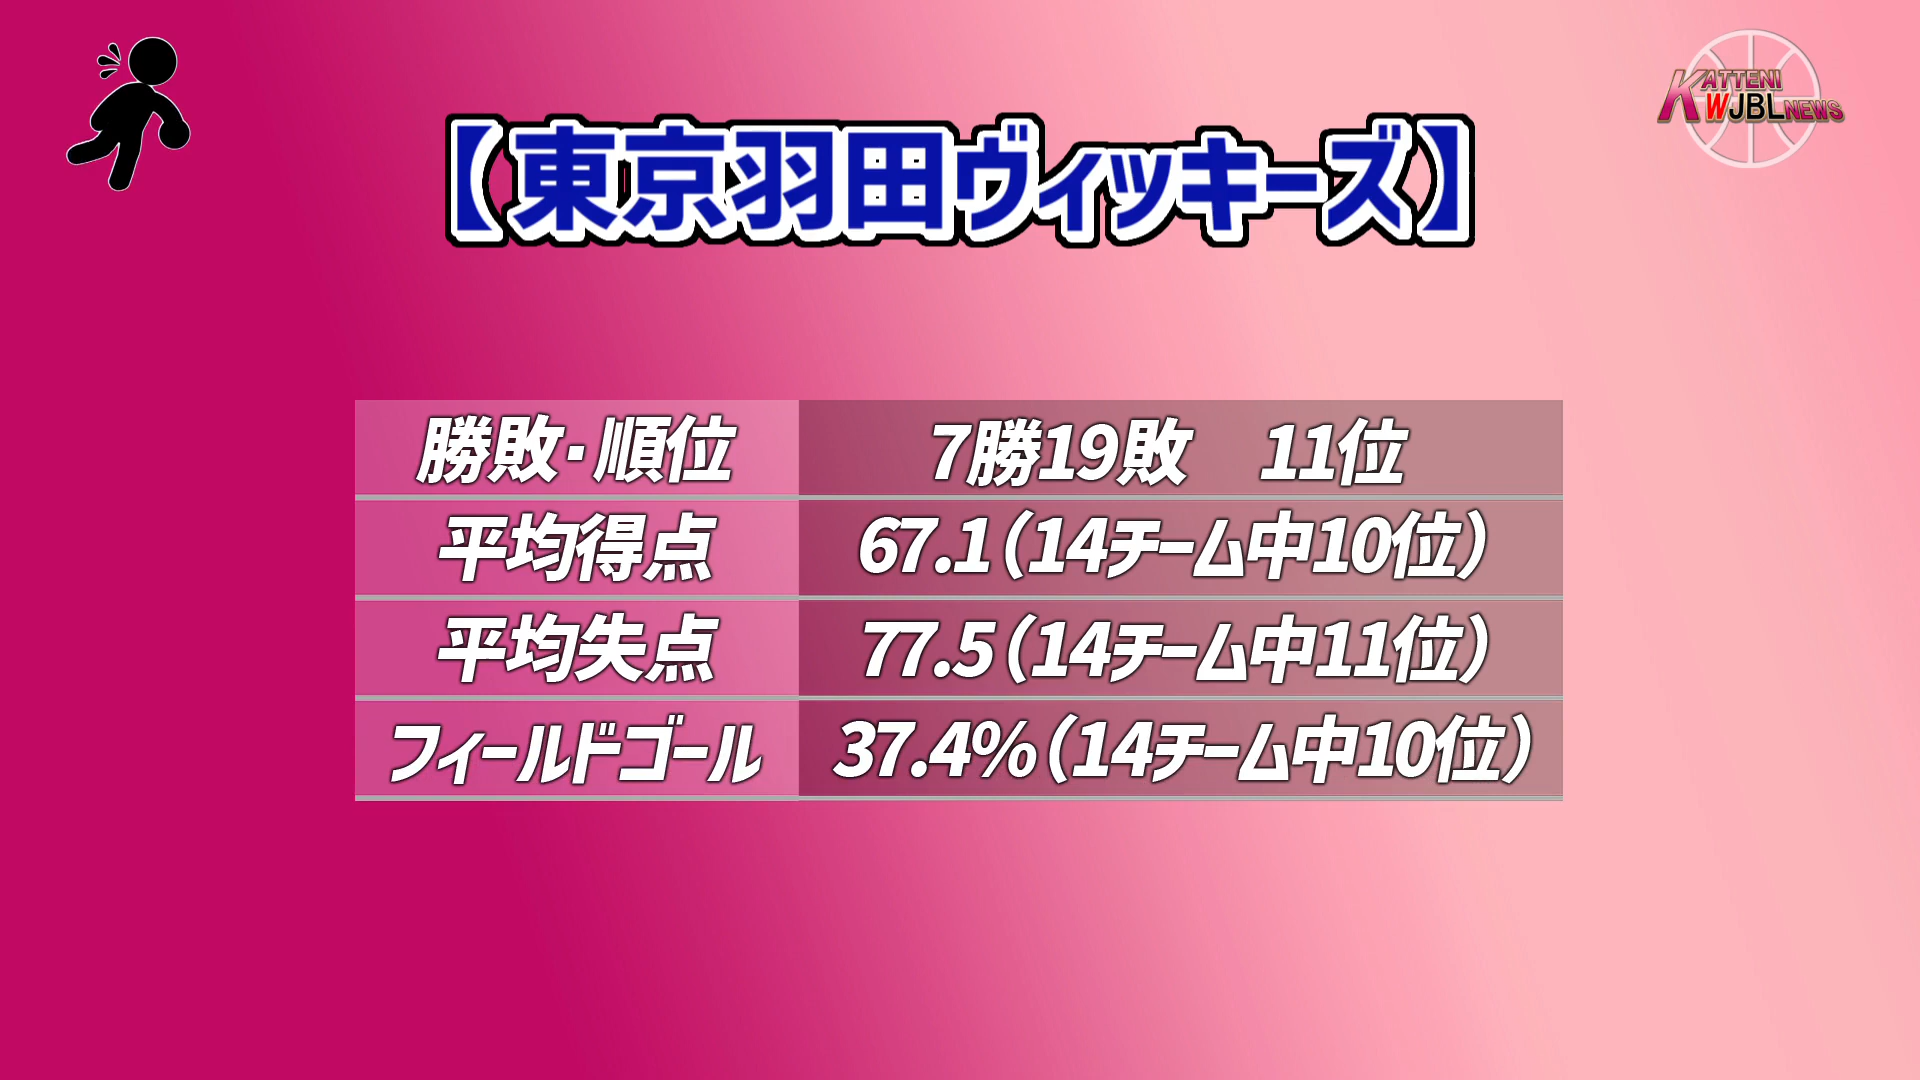 KATTENI
WJBL NEWS
【東京羽田ヴィッキーズ】
勝敗・順位 7勝19敗 11位
平均得点 67.1(14チーム中10位)
平均失点 77.5(14チーム中11位)
フィールドゴール 37.4%(14チーム中10位)